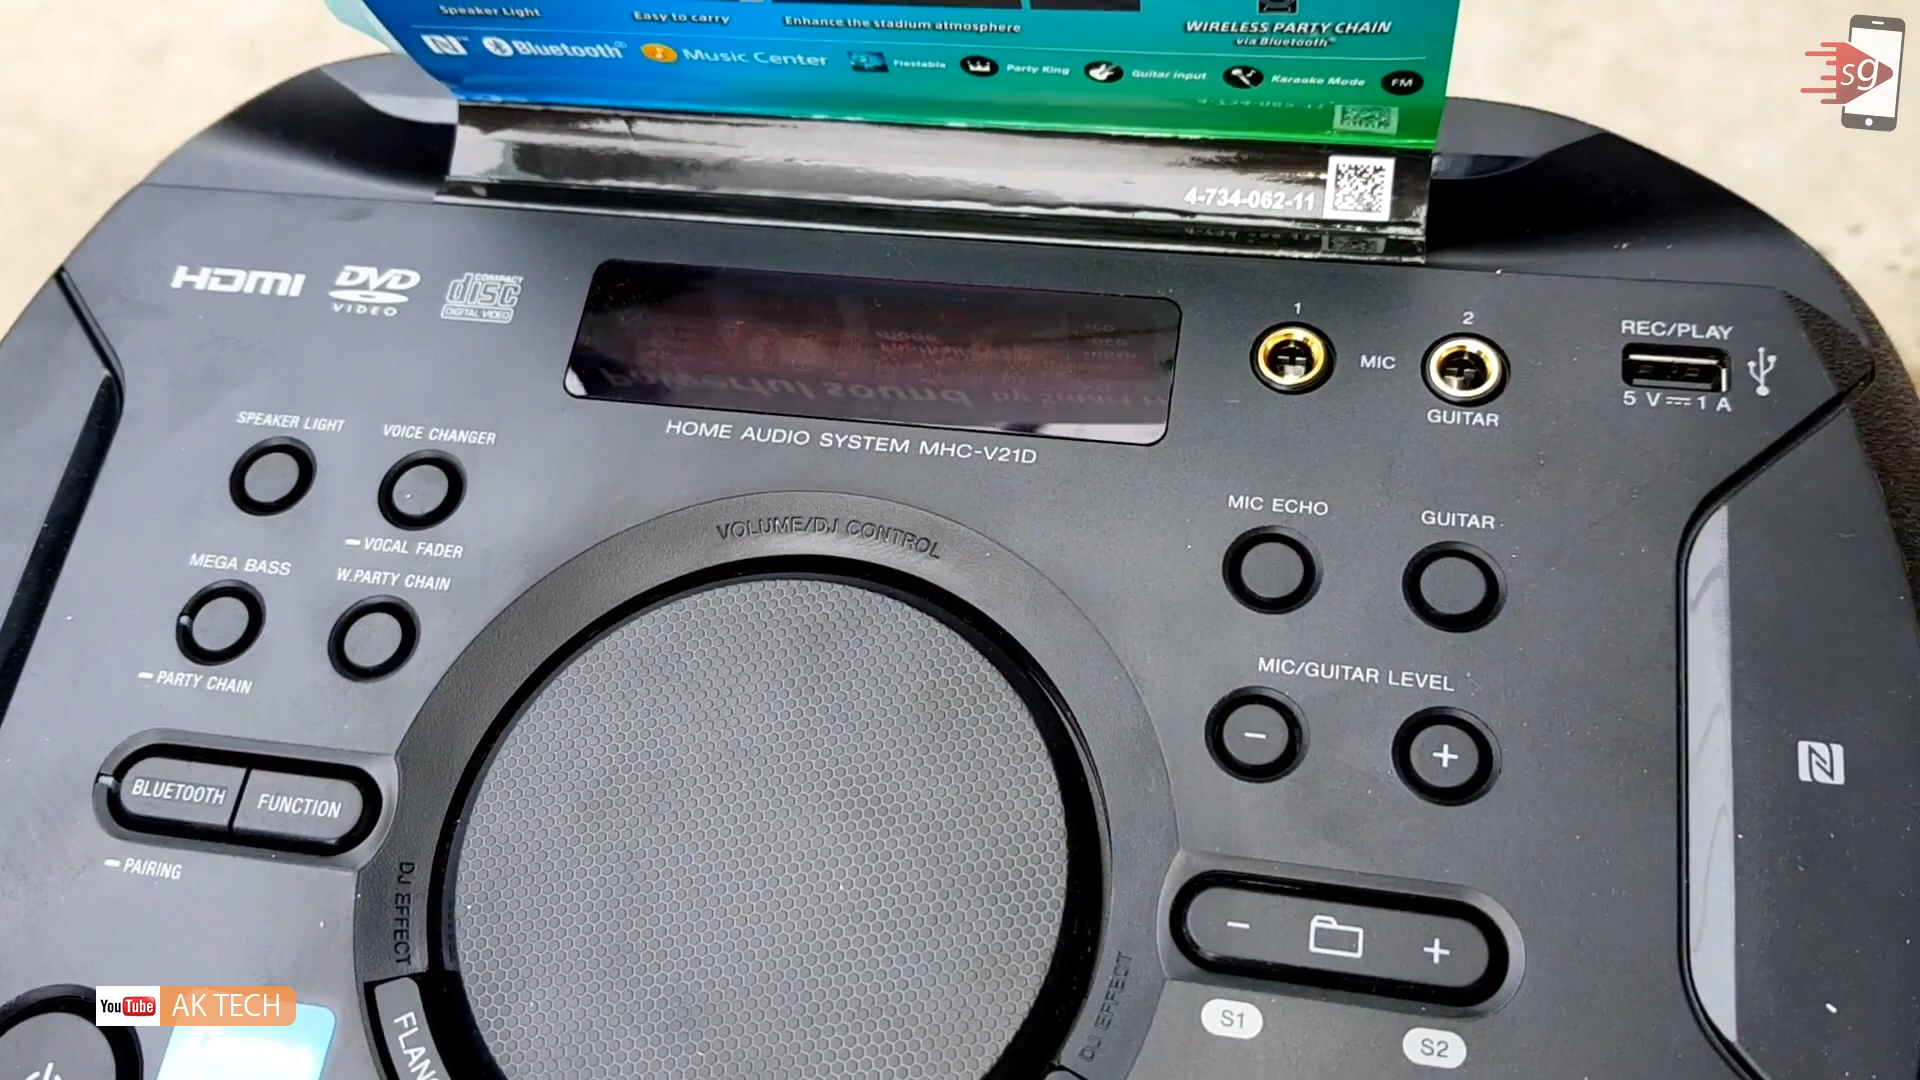 Speaker Light
Easy to carry
Enhance the stadium atmosphere
WIRELESS PARTY CHAIN
via Bluetooth®
Bluetooth®
Music Center
Fiestable
Party King
Guitar input
Karaoke Mode
FM
sg
4-734-062-11
HDMI
DVD
VIDEO
COMPACT
disc
DIGITAL VIDEO
HOME AUDIO SYSTEM MHC-V21D
1
MIC
2
GUITAR
REC/PLAY
5 V 1 A
SPEAKER LIGHT
VOICE CHANGER
VOCAL FADER
MEGA BASS
W.PARTY CHAIN
PARTY CHAIN
VOLUME/DJ CONTROL
MIC ECHO
GUITAR
MIC/GUITAR LEVEL
− +
BLUETOOTH
FUNCTION
PAIRING
DJ EFFECT
DJ EFFECT
− +
S1
S2
YouTube AK TECH